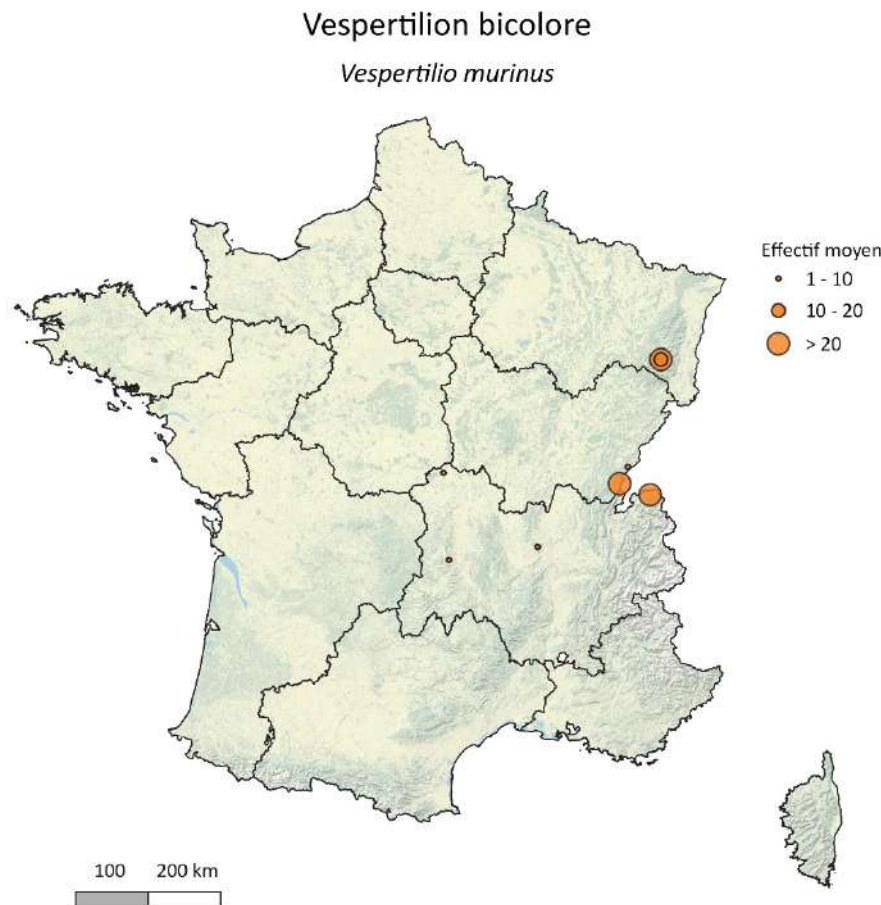 Vespertilion bicolore
Vespertilio murinus
Effectif moyen
1 - 10
10 - 20
> 20
100 200 km